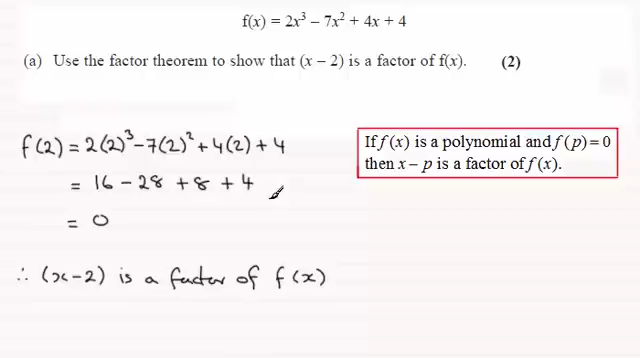 f(x) = 2x³ – 7x² + 4x + 4
(a) Use the factor theorem to show that (x – 2) is a factor of f(x). (2)
f(2) = 2(2)³ - 7(2)² + 4(2) + 4
= 16 - 28 + 8 + 4
= 0
∴ (x-2) is a factor of f(x)
If f(x) is a polynomial and f(p) = 0
then x – p is a factor of f(x).